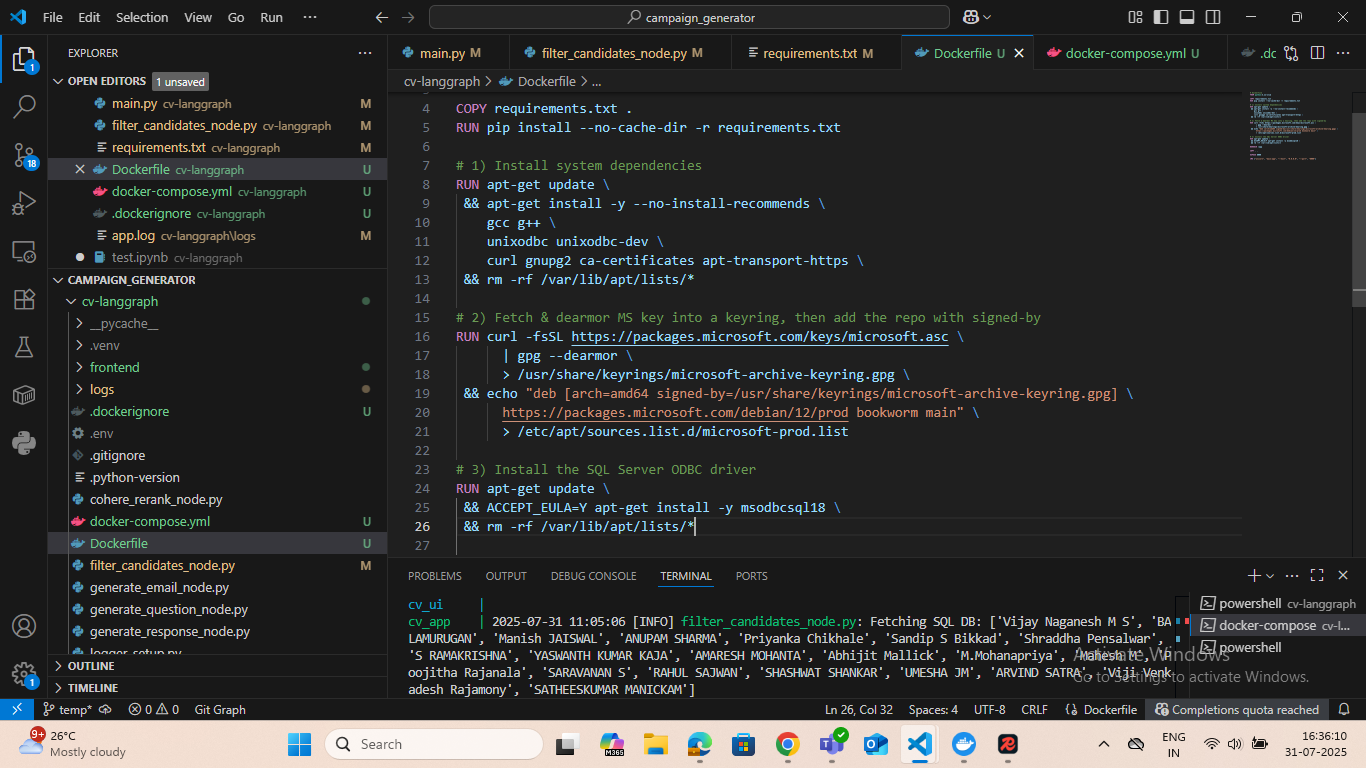 File Edit Selection View Go Run ··· campaign_generator
EXPLORER
OPEN EDITORS 1 unsaved
main.py cv-langgraph M
filter_candidates_node.py cv-langgraph M
requirements.txt cv-langgraph M
Dockerfile cv-langgraph U
docker-compose.yml cv-langgraph U
.dockerignore cv-langgraph U
app.log cv-langgraph\logs M
test.ipynb cv-langgraph
CAMPAIGN_GENERATOR
cv-langgraph
__pycache__
.venv
frontend
logs
.dockerignore U
.env
.gitignore
.python-version
cohere_rerank_node.py
docker-compose.yml U
Dockerfile U
filter_candidates_node.py M
generate_email_node.py
generate_question_node.py
generate_response_node.py
OUTLINE
TIMELINE
1
18
1
main.py M filter_candidates_node.py M requirements.txt M Dockerfile U docker-compose.yml U .dc
cv-langgraph > Dockerfile > ...
4 COPY requirements.txt .
5 RUN pip install --no-cache-dir -r requirements.txt
6
7 # 1) Install system dependencies
8 RUN apt-get update \
9 && apt-get install -y --no-install-recommends \
10 gcc g++ \
11 unixodbc unixodbc-dev \
12 curl gnupg2 ca-certificates apt-transport-https \
13 && rm -rf /var/lib/apt/lists/*
14
15 # 2) Fetch & dearmor MS key into a keyring, then add the repo with signed-by
16 RUN curl -fsSL https://packages.microsoft.com/keys/microsoft.asc \
17 | gpg --dearmor \
18 > /usr/share/keyrings/microsoft-archive-keyring.gpg \
19 && echo "deb [arch=amd64 signed-by=/usr/share/keyrings/microsoft-archive-keyring.gpg] \
20 https://packages.microsoft.com/debian/12/prod bookworm main" \
21 > /etc/apt/sources.list.d/microsoft-prod.list
22
23 # 3) Install the SQL Server ODBC driver
24 RUN apt-get update \
25 && ACCEPT_EULA=Y apt-get install -y msodbcsql18 \
26 && rm -rf /var/lib/apt/lists/*
27
PROBLEMS OUTPUT DEBUG CONSOLE TERMINAL PORTS
cv_ui |
cv_app | 2025-07-31 11:05:06 [INFO] filter_candidates_node.py: Fetching SQL DB: ['Vijay Naganesh M S', 'BA
LAMURUGAN', 'Manish JAISWAL', 'ANUPAM SHARMA', 'Priyanka Chikhale', 'Sandip S Bikkad', 'Shraddha Pensalwar',
'S RAMAKRISHNA', 'YASWANTH KUMAR KAJA', 'AMARESH MOHANTA', 'Abhijit Mallick', 'M.Mohanapriya', 'Mahesh M', 'P
oojitha Rajanala', 'SARAVANAN S', 'RAHUL SAJWAN', 'SHASHWAT SHANKAR', 'UMESHA JM', 'ARVIND SATRA', 'Viji Venk
adesh Rajamony', 'SATHEESKUMAR MANICKAM']
powershell cv-langgraph
docker-compose cv-l...
powershell
Activate Windows
Go to Settings to activate Windows.
temp* 0 0 Git Graph Ln 26, Col 32 Spaces: 4 UTF-8 CRLF Dockerfile Completions quota reached
9+ 26°C
Mostly cloudy
Search
M365
ENG
IN
16:36:10
31-07-2025